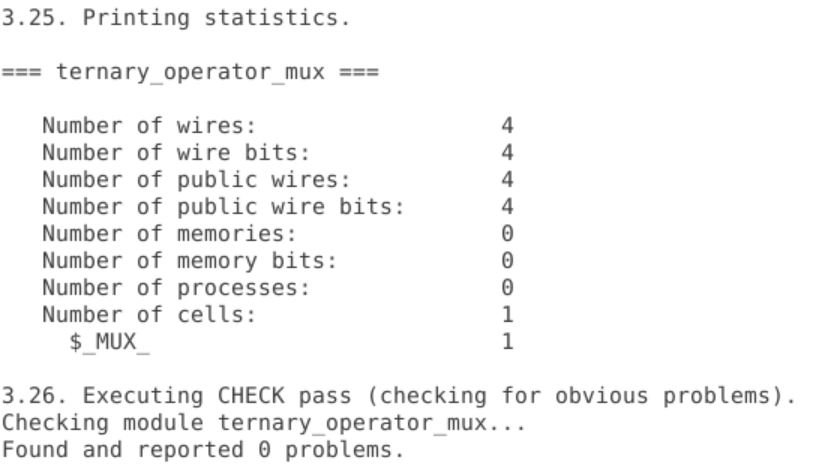 3.25. Printing statistics.
=== ternary_operator_mux ===
Number of wires: 4
Number of wire bits: 4
Number of public wires: 4
Number of public wire bits: 4
Number of memories: 0
Number of memory bits: 0
Number of processes: 0
Number of cells: 1
$_MUX_ 1
3.26. Executing CHECK pass (checking for obvious problems).
Checking module ternary_operator_mux...
Found and reported 0 problems.